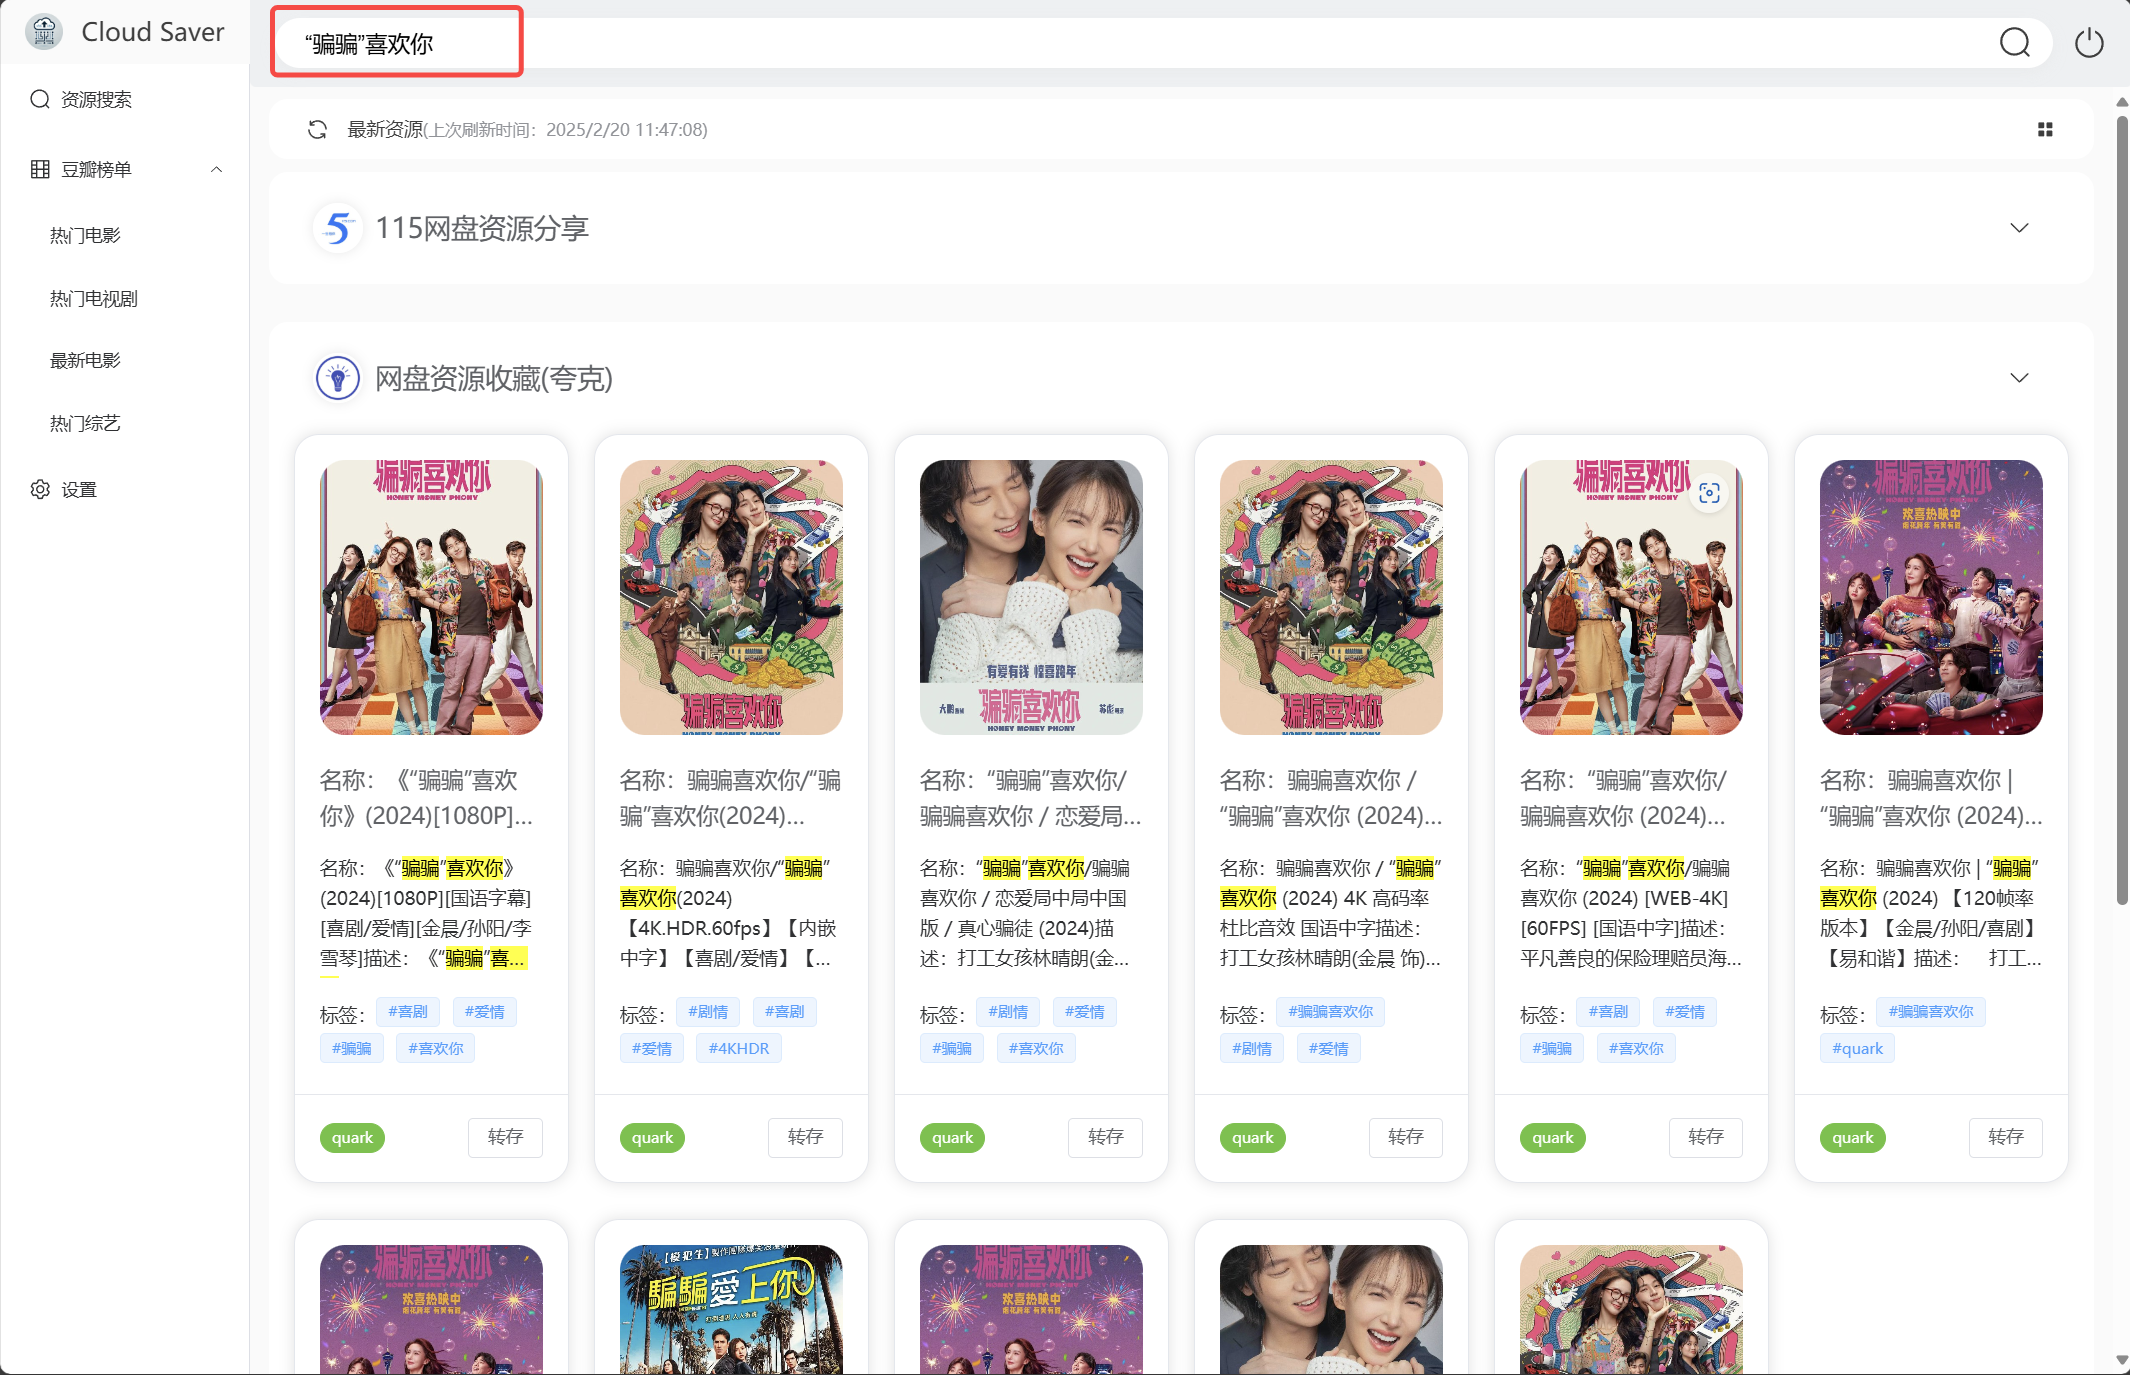 Cloud Saver
“骗骗”喜欢你
资源搜索
豆瓣榜单
热门电影
热门电视剧
最新电影
热门综艺
设置
最新资源(上次刷新时间：2025/2/20 11:47:08)
115网盘资源分享
网盘资源收藏(夸克)
骗骗喜欢你
HONEY MONEY PHONY
名称：《“骗骗”喜欢
你》(2024)[1080P]...
名称：《“骗骗”喜欢你》
(2024)[1080P][国语字幕]
[喜剧/爱情][金晨/孙阳/李
雪琴]描述：《“骗骗”喜...
标签：
#喜剧
#爱情
#骗骗
#喜欢你
quark
转存
骗骗喜欢你
HONEY MONEY PHONY
名称：骗骗喜欢你/“骗
骗”喜欢你(2024)...
名称：骗骗喜欢你/“骗骗”
喜欢你(2024)
【4K.HDR.60fps】【内嵌
中字】【喜剧/爱情】【...
标签：
#剧情
#喜剧
#爱情
#4KHDR
quark
转存
有爱有钱 惊喜跨年
骗骗喜欢你
HONEY MONEY PHONY
名称：“骗骗”喜欢你/
骗骗喜欢你 / 恋爱局...
名称：“骗骗”喜欢你/骗骗
喜欢你 / 恋爱局中局中国
版 / 真心骗徒 (2024)描
述：打工女孩林晴朗(金...
标签：
#剧情
#爱情
#骗骗
#喜欢你
quark
转存
骗骗喜欢你
HONEY MONEY PHONY
名称：骗骗喜欢你 /
“骗骗”喜欢你 (2024)...
名称：骗骗喜欢你 / “骗骗”
喜欢你 (2024) 4K 高码率
杜比音效 国语中字描述：
打工女孩林晴朗(金晨 饰)...
标签：
#骗骗喜欢你
#剧情
#爱情
quark
转存
骗骗喜欢你
HONEY MONEY PHONY
名称：“骗骗”喜欢你/
骗骗喜欢你 (2024)...
名称：“骗骗”喜欢你/骗骗
喜欢你 (2024) [WEB-4K]
[60FPS] [国语中字]描述：
平凡善良的保险理赔员海...
标签：
#喜剧
#爱情
#骗骗
#喜欢你
quark
转存
骗骗喜欢你
HONEY MONEY PHONY
欢喜热映中
名称：骗骗喜欢你 |
“骗骗”喜欢你 (2024)...
名称：骗骗喜欢你 | “骗骗”
喜欢你 (2024) 【120帧率
版本】【金晨/孙阳/喜剧】
【易和谐】描述：　打工...
标签：
#骗骗喜欢你
#quark
quark
转存
骗骗喜欢你
HONEY MONEY PHONY
欢喜热映中
騙騙愛上你
骗骗喜欢你
HONEY MONEY PHONY
欢喜热映中